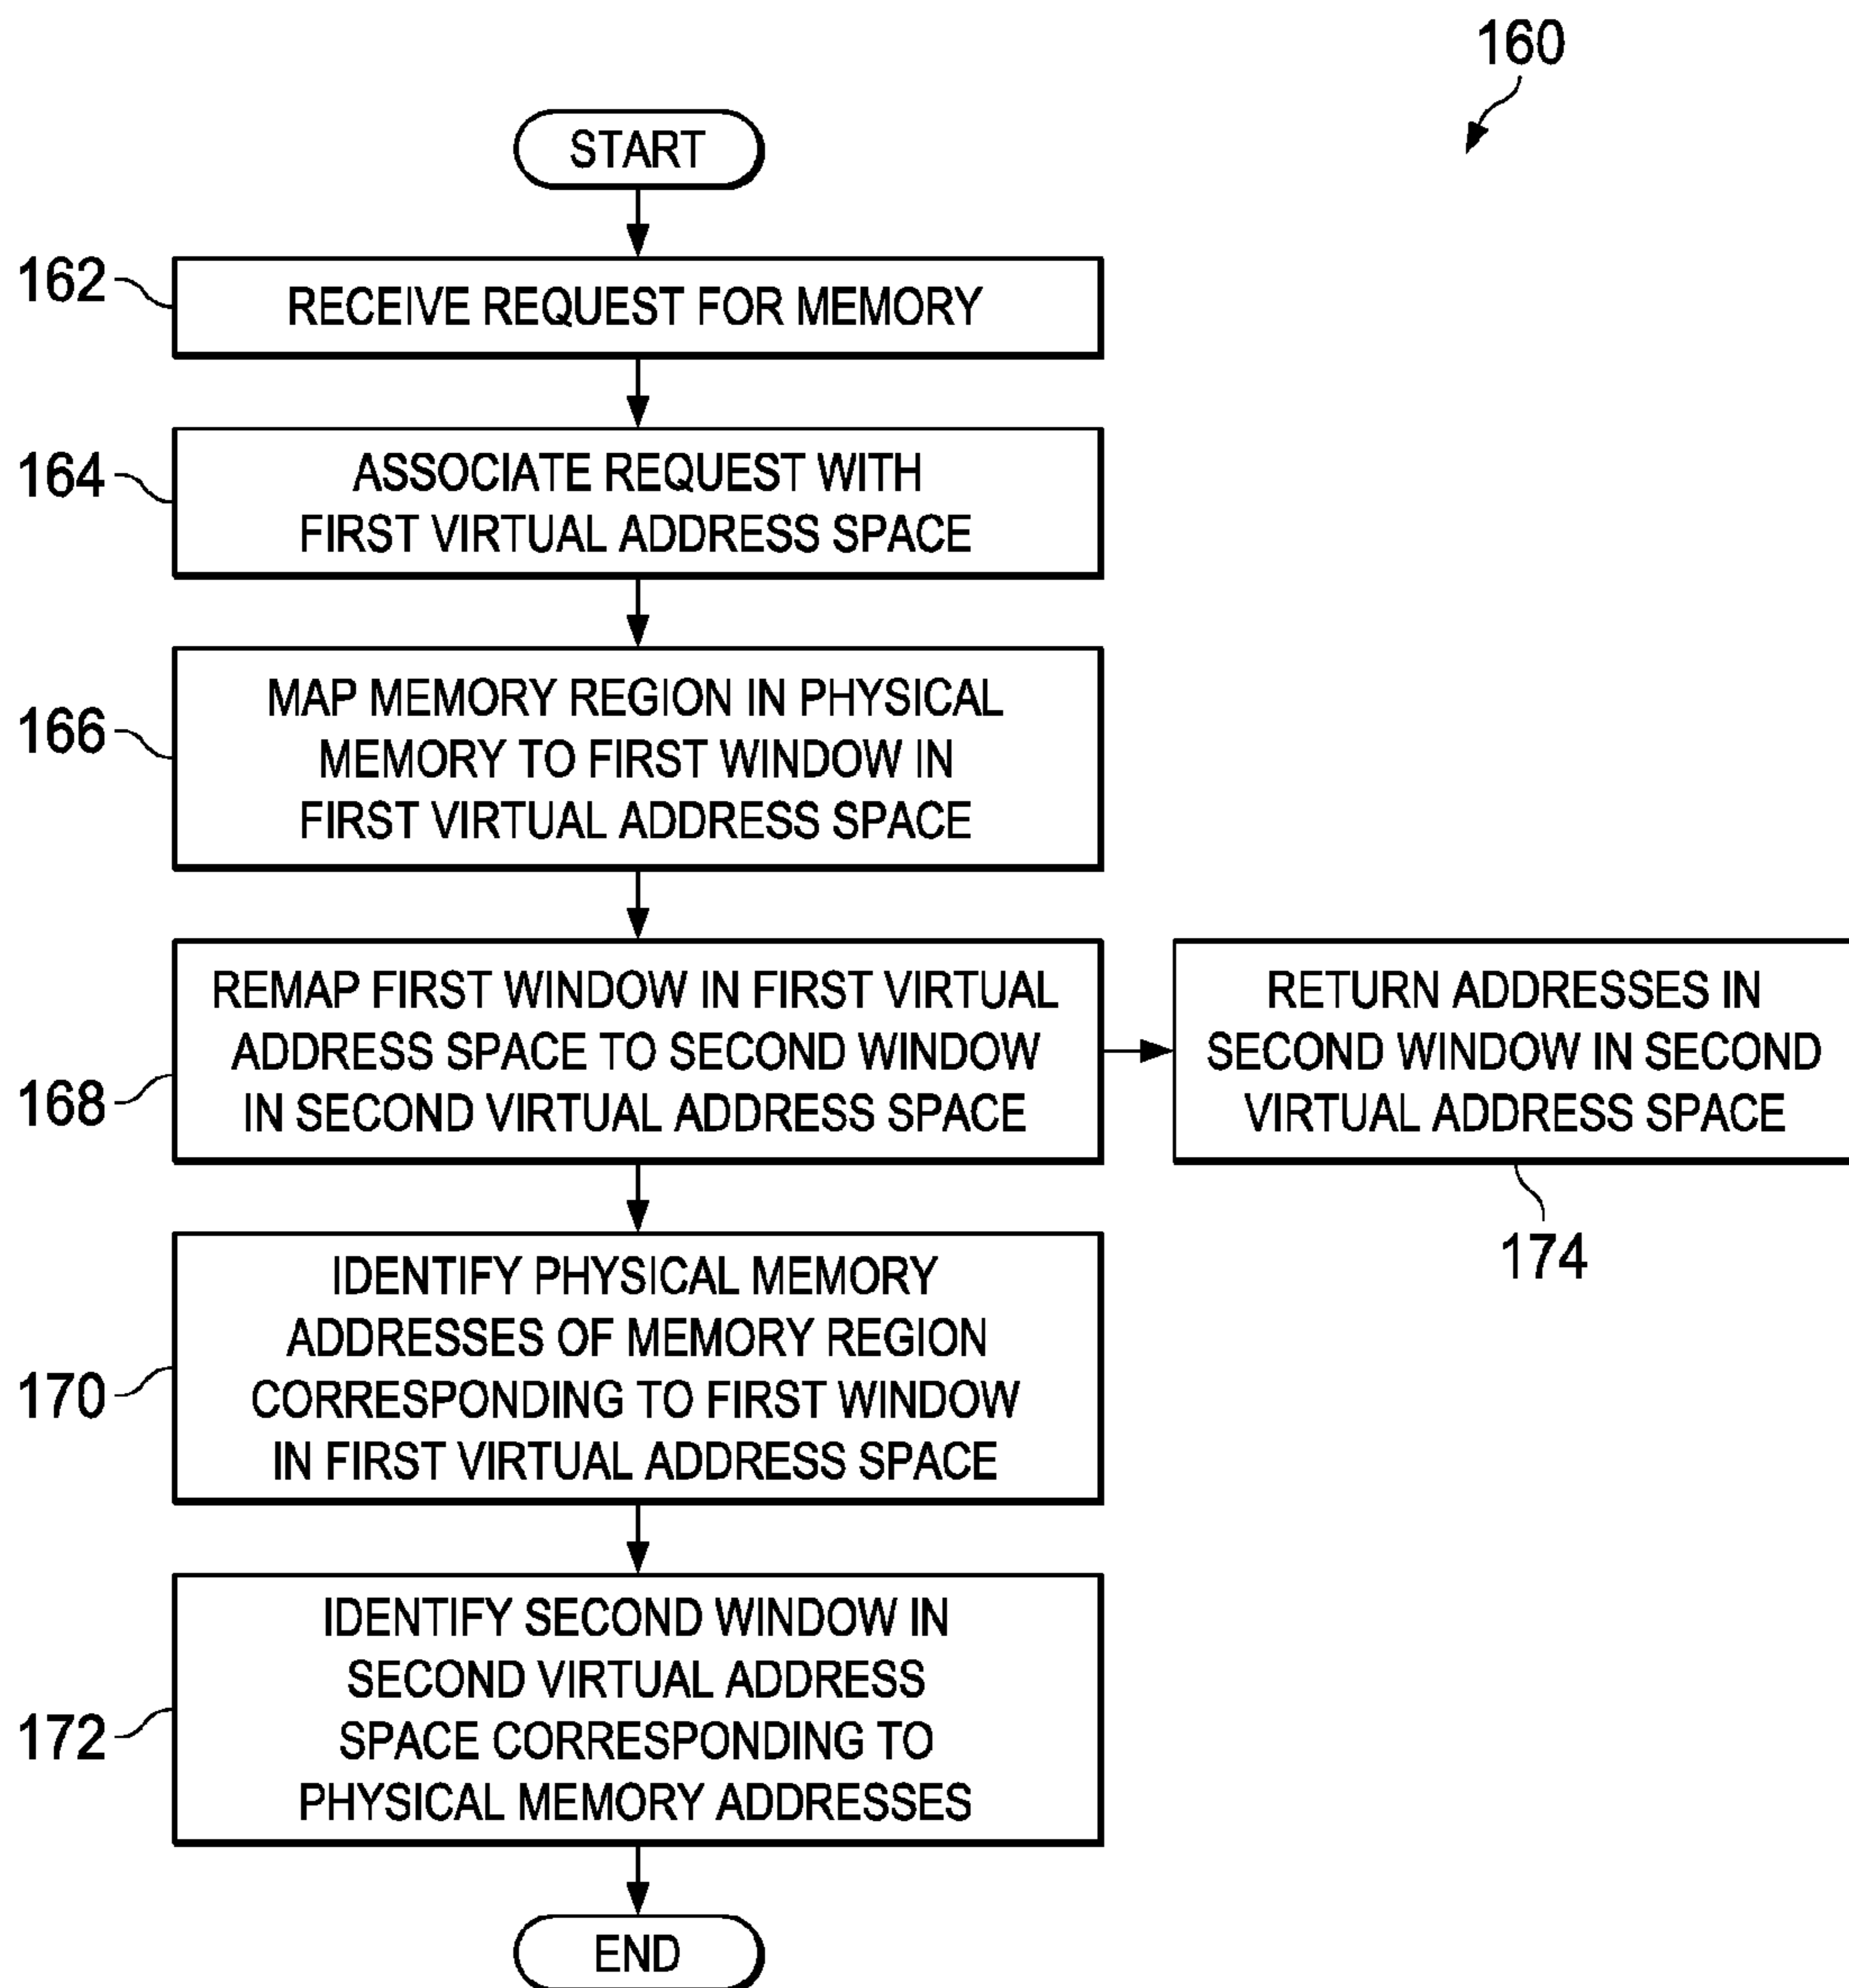 160
START
162
RECEIVE REQUEST FOR MEMORY
164
ASSOCIATE REQUEST WITH
FIRST VIRTUAL ADDRESS SPACE
166
MAP MEMORY REGION IN PHYSICAL
MEMORY TO FIRST WINDOW IN
FIRST VIRTUAL ADDRESS SPACE
168
REMAP FIRST WINDOW IN FIRST VIRTUAL
ADDRESS SPACE TO SECOND WINDOW
IN SECOND VIRTUAL ADDRESS SPACE
RETURN ADDRESSES IN
SECOND WINDOW IN SECOND
VIRTUAL ADDRESS SPACE
174
170
IDENTIFY PHYSICAL MEMORY
ADDRESSES OF MEMORY REGION
CORRESPONDING TO FIRST WINDOW
IN FIRST VIRTUAL ADDRESS SPACE
172
IDENTIFY SECOND WINDOW IN
SECOND VIRTUAL ADDRESS
SPACE CORRESPONDING TO
PHYSICAL MEMORY ADDRESSES
END